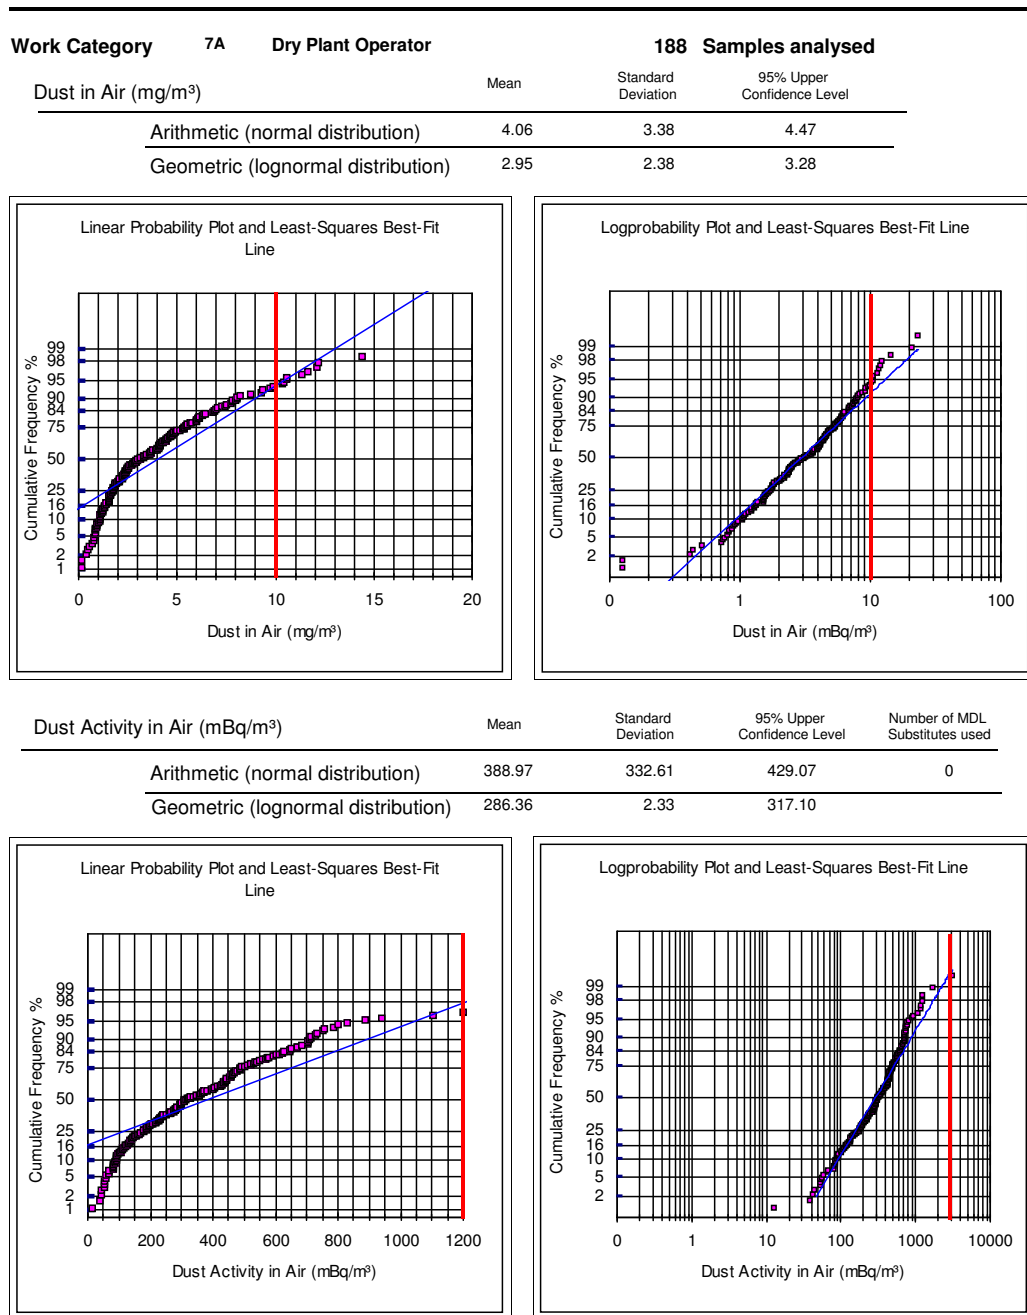 Work Category 7A Dry Plant Operator 188 Samples analysed
Dust in Air (mg/m³) Mean Standard Deviation 95% Upper Confidence Level
Arithmetic (normal distribution) 4.06 3.38 4.47
Geometric (lognormal distribution) 2.95 2.38 3.28
Linear Probability Plot and Least-Squares Best-Fit
Line
Cumulative Frequency %
99
98
95
90
84
75
50
25
16
10
5
2
1
0 5 10 15 20
Dust in Air (mg/m³)
Logprobability Plot and Least-Squares Best-Fit Line
Cumulative Frequency %
99
98
95
90
84
75
50
25
16
10
5
2
0 1 10 100
Dust in Air (mBq/m³)
Dust Activity in Air (mBq/m³) Mean Standard Deviation 95% Upper Confidence Level Number of MDL Substitutes used
Arithmetic (normal distribution) 388.97 332.61 429.07 0
Geometric (lognormal distribution) 286.36 2.33 317.10
Linear Probability Plot and Least-Squares Best-Fit
Line
Cumulative Frequency %
99
98
95
90
84
75
50
25
16
10
5
2
1
0 200 400 600 800 1000 1200
Dust Activity in Air (mBq/m³)
Logprobability Plot and Least-Squares Best-Fit Line
Cumulative Frequency %
99
98
95
90
84
75
50
25
16
10
5
2
0 1 10 100 1000 10000
Dust Activity in Air (mBq/m³)